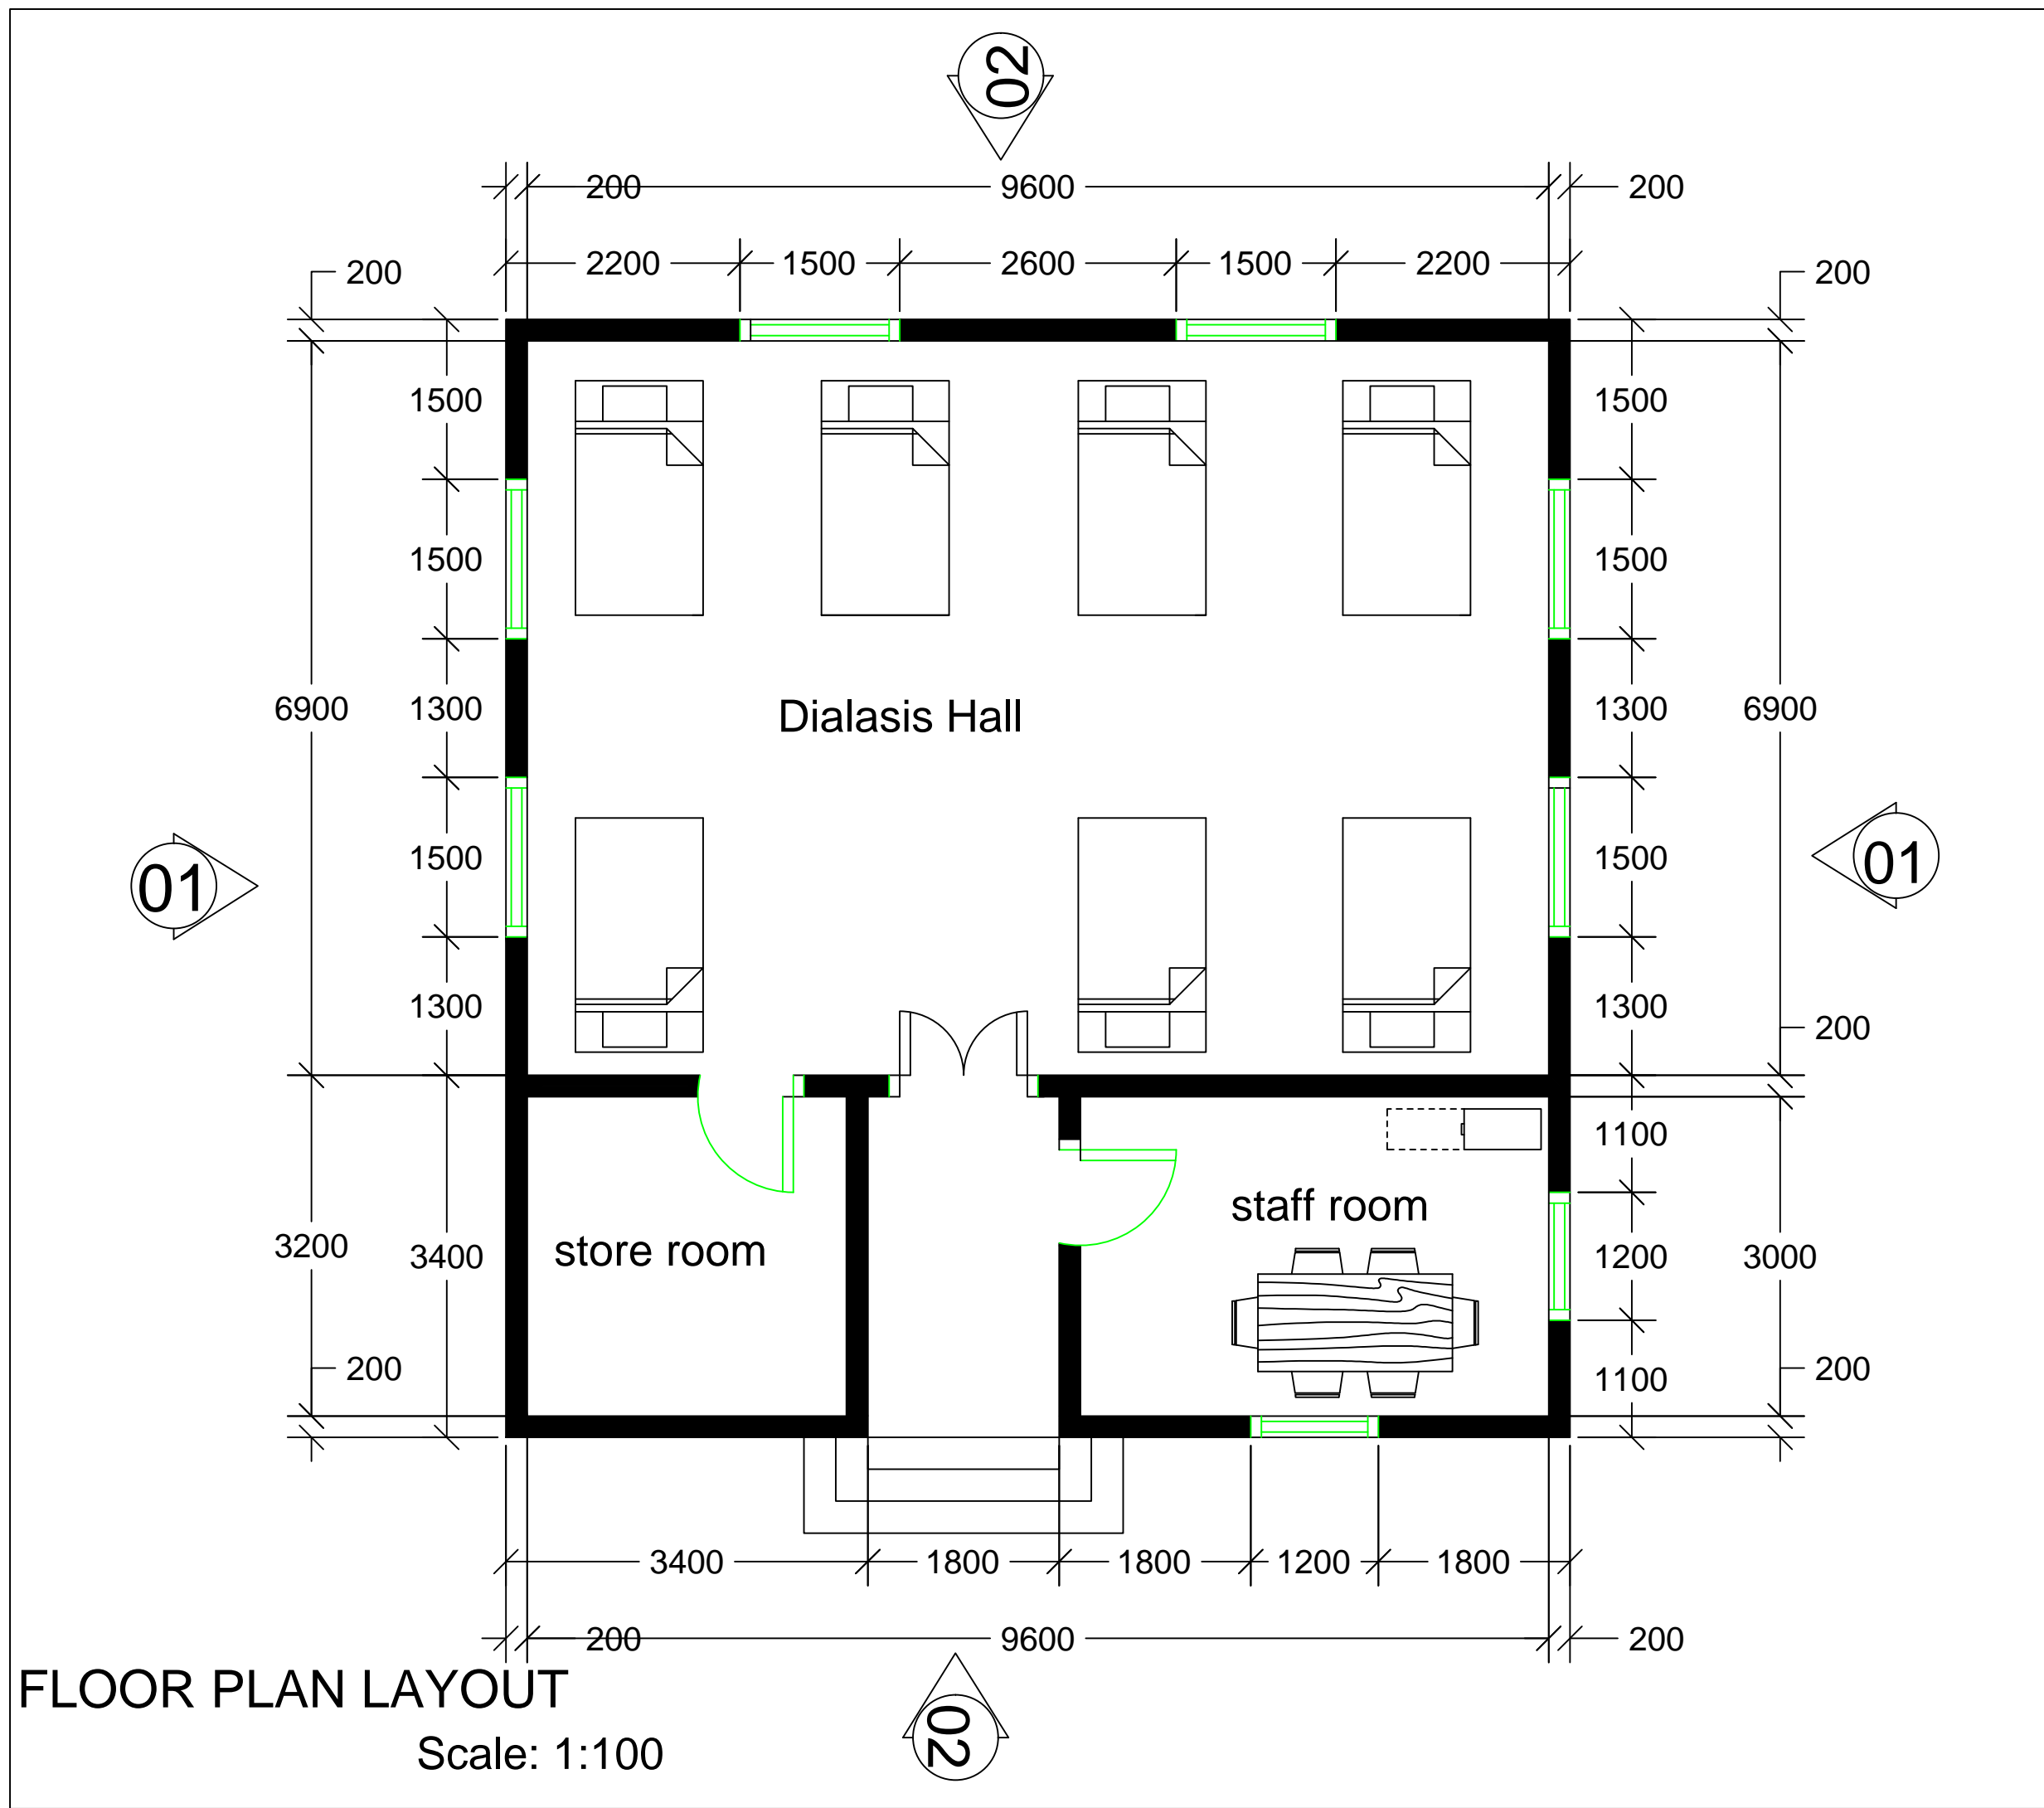 02
200 9600 200
2200 1500 2600 1500 2200
200 200
1500 1500
1500 1500
6900 1300 Dialasis Hall 1300 6900
01 1500 1500 01
1300 1300 200
1100
staff room
3200 3400 store room 1200 3000
200 1100 200
3400 1800 1800 1200 1800
200 9600 200
FLOOR PLAN LAYOUT
02
Scale: 1:100